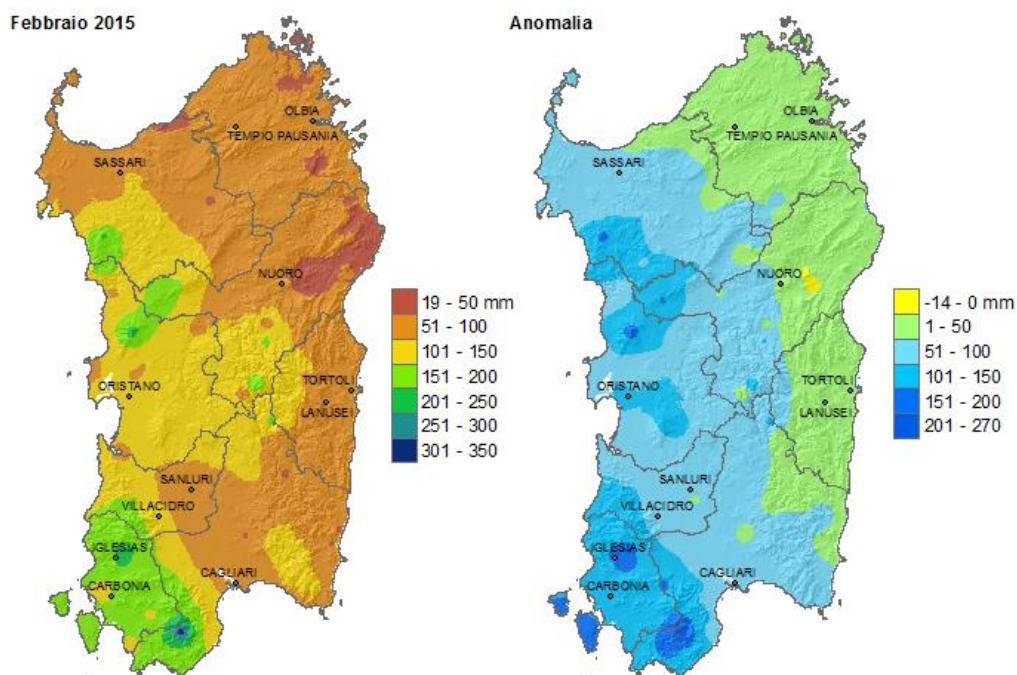 Febbraio 2015
OLBIA
TEMPIO PAUSANIA
SASSARI
NUORO
ORISTANO
TORTOLI
LANUSEI
SANLURI
VILLACIDRO
IGLESIAS
CARBONIA
CAGLIARI
19 - 50 mm
51 - 100
101 - 150
151 - 200
201 - 250
251 - 300
301 - 350
Anomalia
OLBIA
TEMPIO PAUSANIA
SASSARI
NUORO
ORISTANO
TORTOLI
LANUSEI
SANLURI
VILLACIDRO
IGLESIAS
CARBONIA
CAGLIARI
-14 - 0 mm
1 - 50
51 - 100
101 - 150
151 - 200
201 - 270